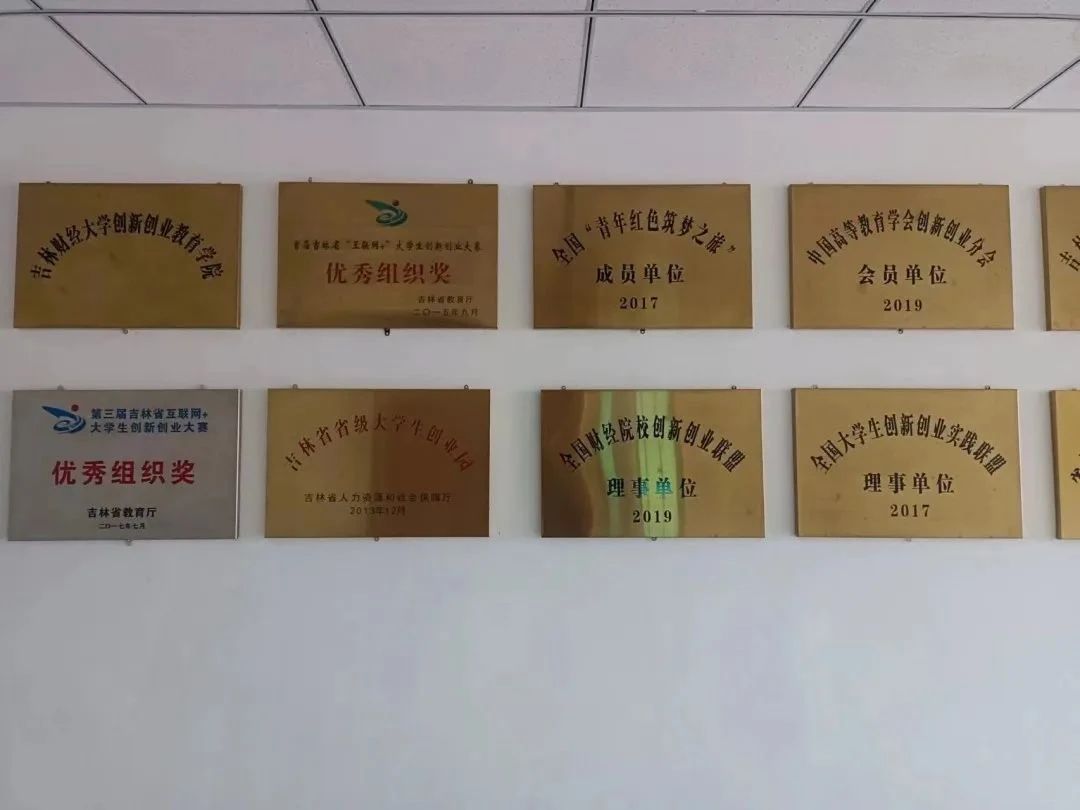 吉林财经大学创新创业教育学院
首届吉林省“互联网+”大学生创新创业大赛
优秀组织奖
吉林省教育厅
二〇一五年九月
全国“青年红色筑梦之旅”
成员单位
2017
中国高等教育学会创新创业分会
会员单位
2019
第三届吉林省互联网+
大学生创新创业大赛
优秀组织奖
吉林省教育厅
二〇一七年七月
吉林省省级大学生创业园
吉林省人力资源和社会保障厅
2013年12月
全国财经院校创新创业联盟
理事单位
2019
全国大学生创新创业实践联盟
理事单位
2017